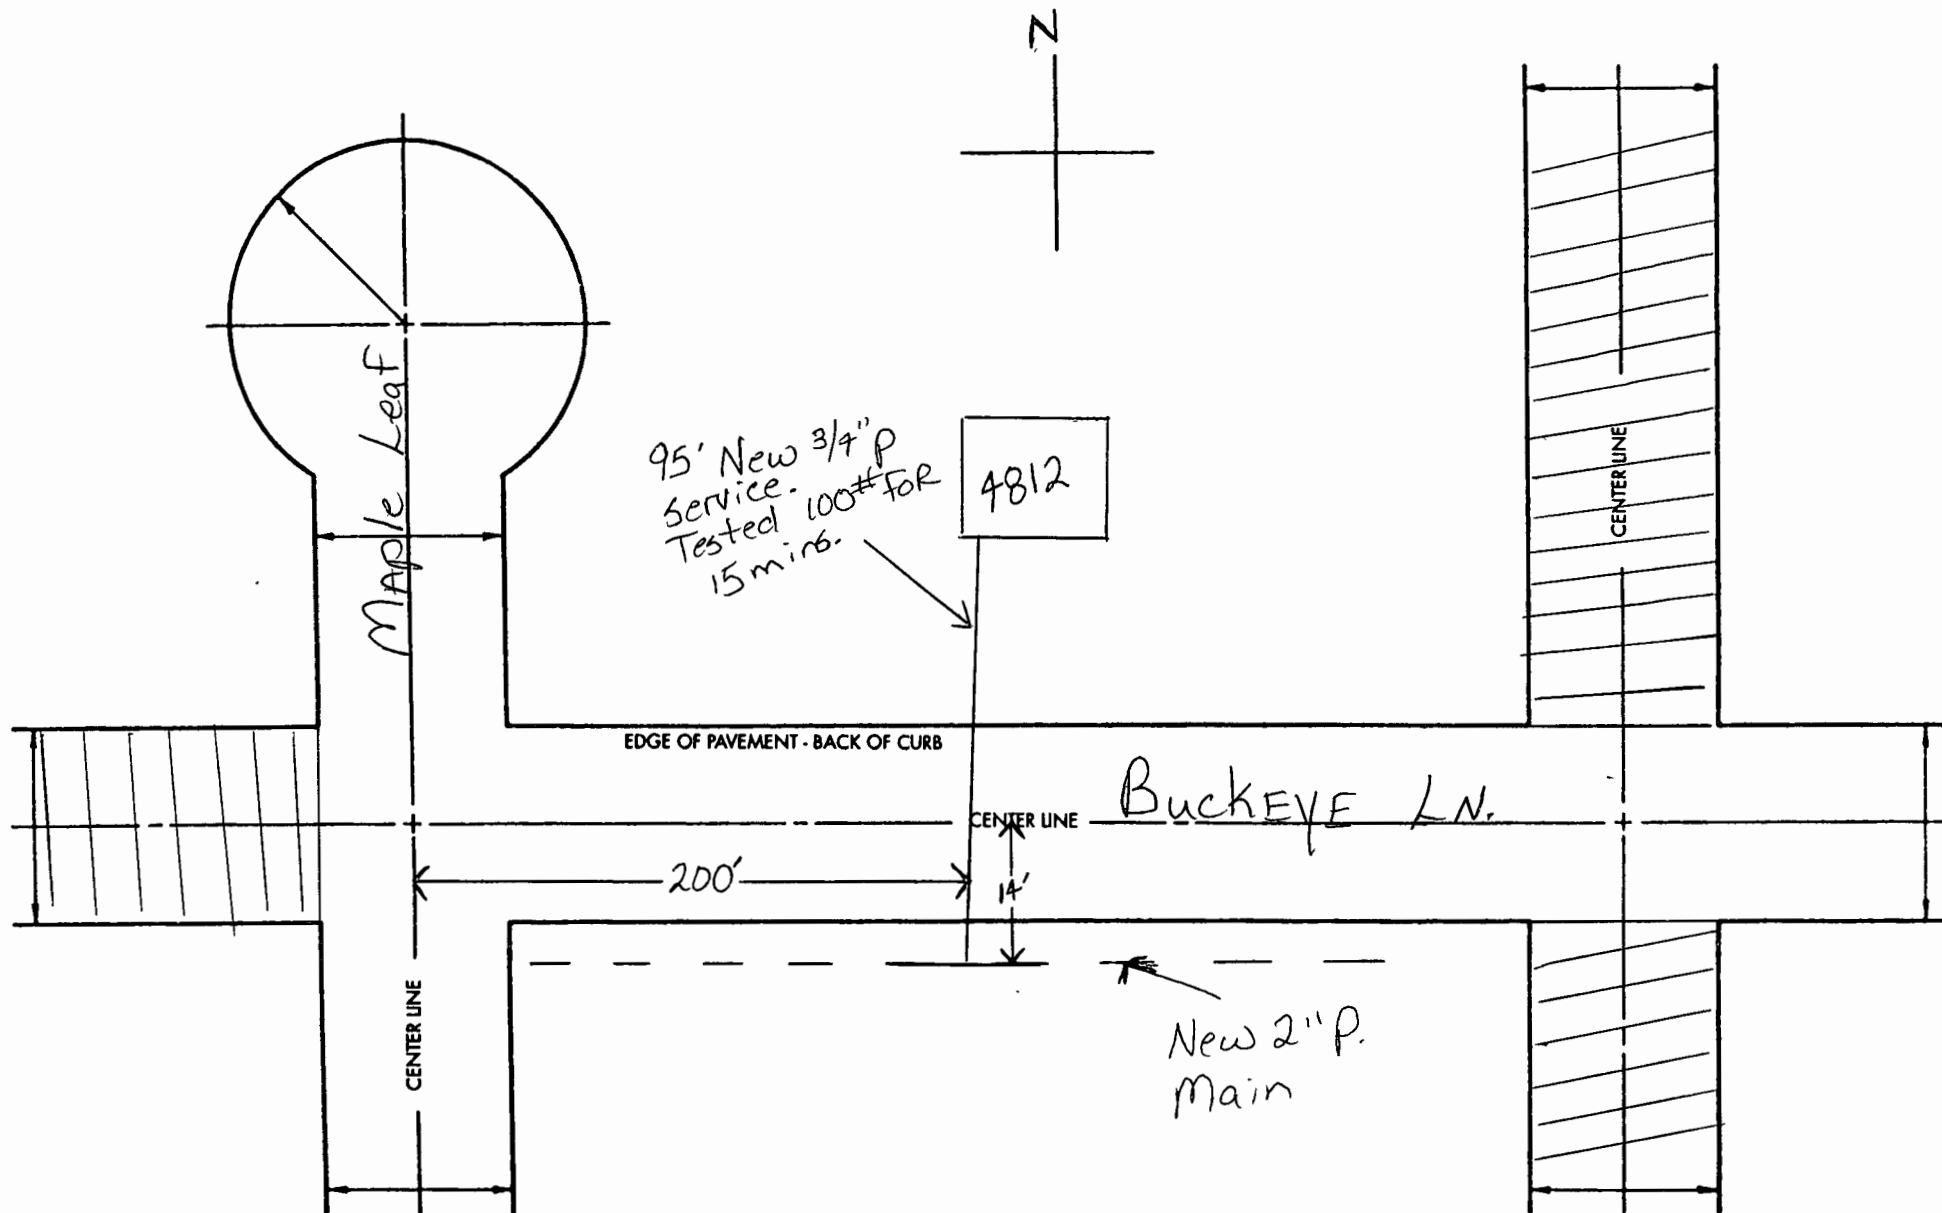 N
Maple Leaf
95' New 3/4" P
Service.
Tested 100# FOR
15 mins.
4812
CENTER LINE
EDGE OF PAVEMENT - BACK OF CURB
CENTER LINE
BuckEYE LN.
200'
14'
CENTER LINE
New 2" P.
Main